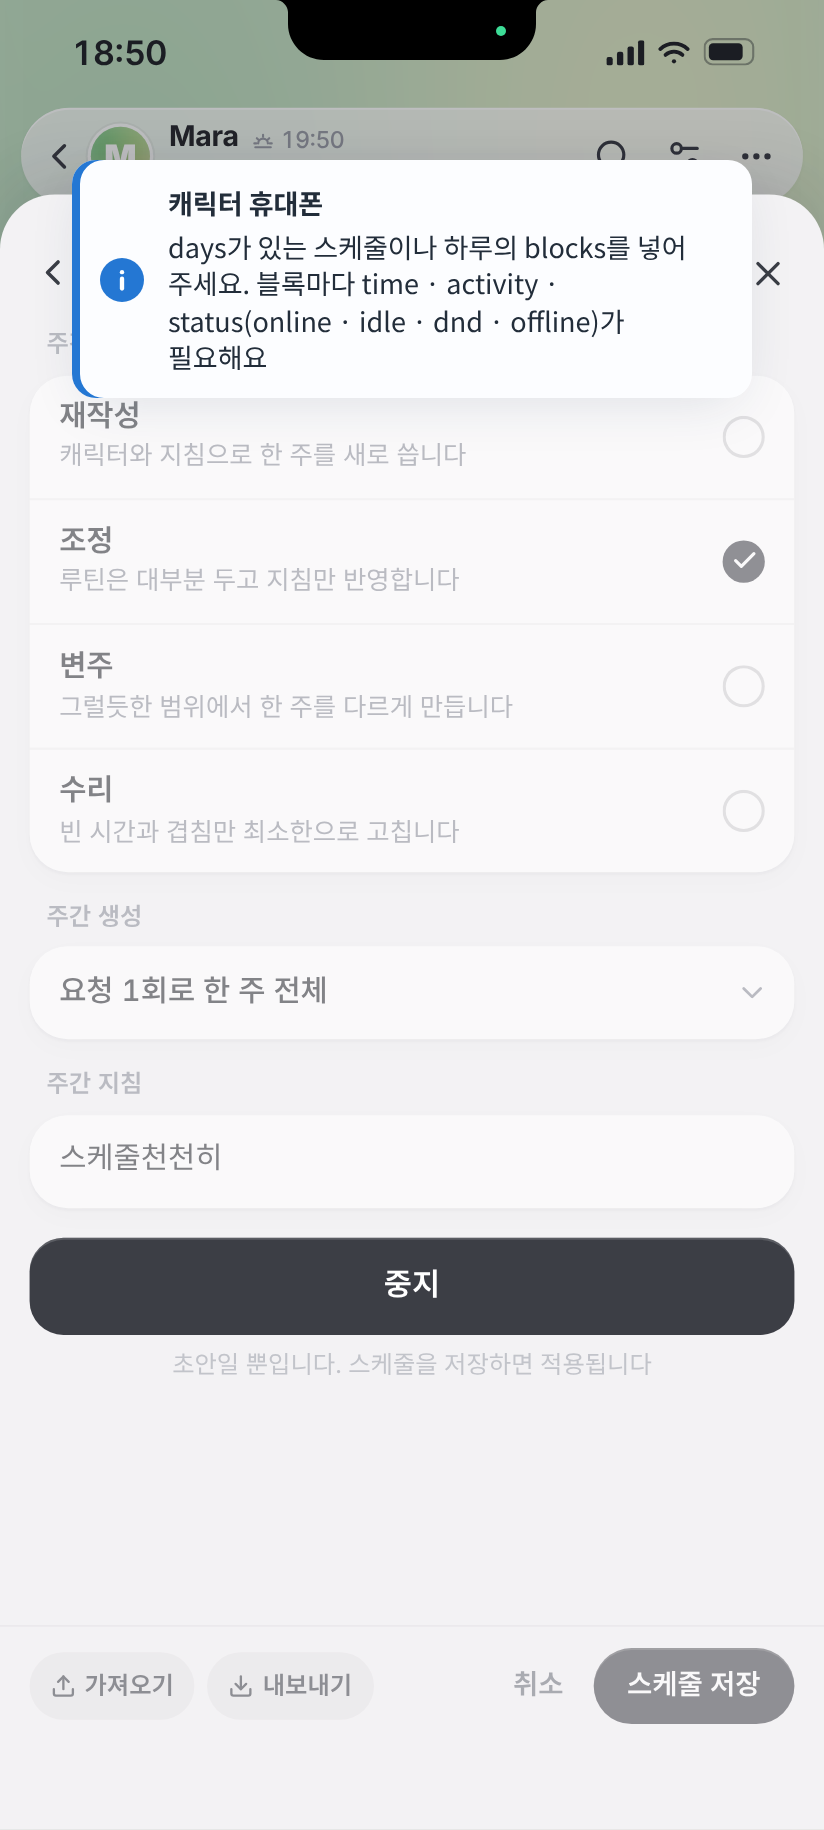 18:50
Mara 19:50
M
캐릭터 휴대폰
days가 있는 스케줄이나 하루의 blocks를 넣어
주세요. 블록마다 time · activity ·
status(online · idle · dnd · offline)가
필요해요
재작성
캐릭터와 지침으로 한 주를 새로 씁니다
조정
루틴은 대부분 두고 지침만 반영합니다
변주
그럴듯한 범위에서 한 주를 다르게 만듭니다
수리
빈 시간과 겹침만 최소한으로 고칩니다
주간 생성
요청 1회로 한 주 전체
주간 지침
스케줄천천히
중지
초안일 뿐입니다. 스케줄을 저장하면 적용됩니다
가져오기 내보내기 취소 스케줄 저장